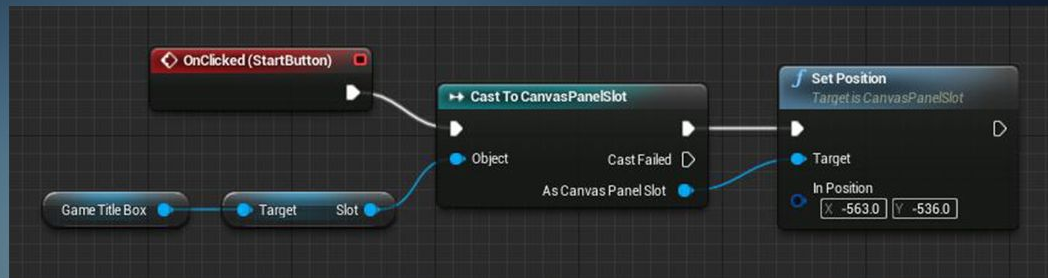 OnClicked (StartButton)
Cast To CanvasPanelSlot
Object
Cast Failed
As Canvas Panel Slot
Game Title Box
Target
Slot
Set Position
Target is CanvasPanelSlot
Target
In Position
X -563.0 Y -536.0